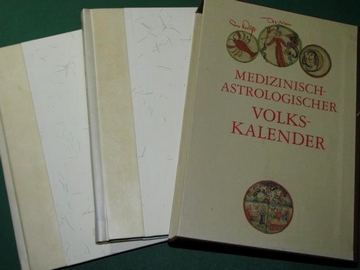 MEDIZINISCH-
ASTROLOGISCHER
VOLKS-
KALENDER